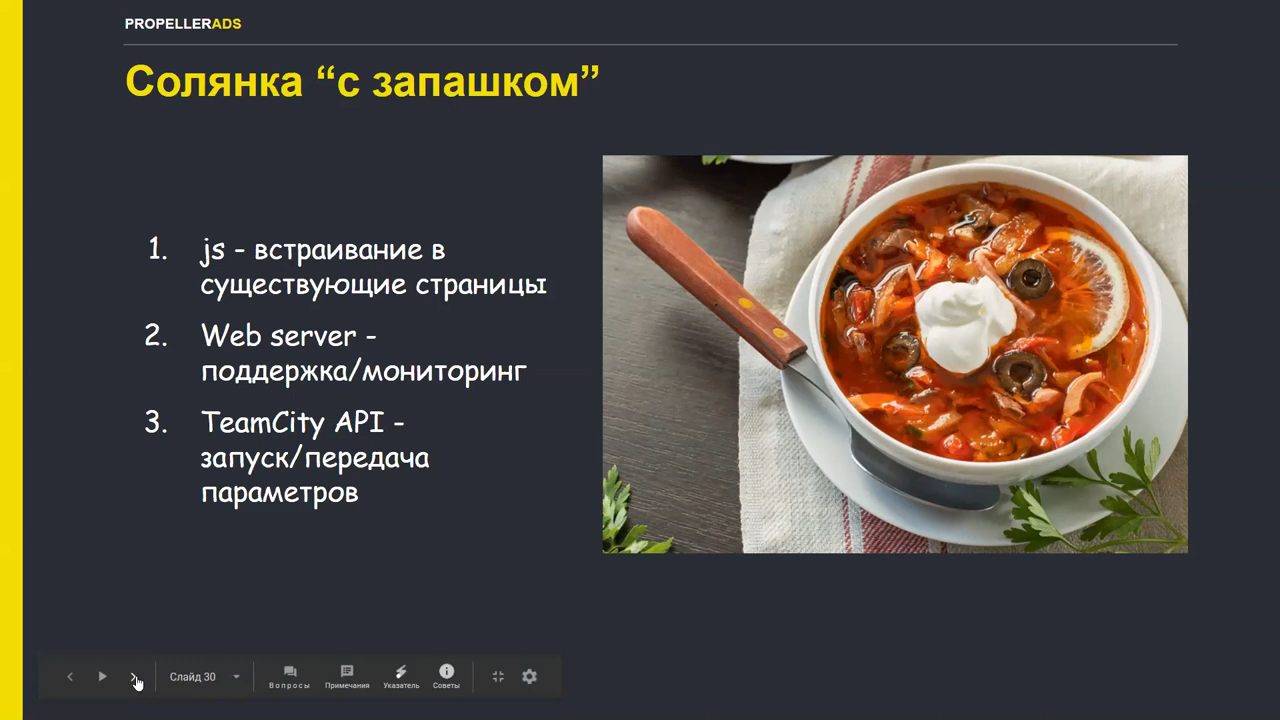 PROPELLERADS
Солянка “с запашком”
1. js - встраивание в
существующие страницы
2. Web server -
поддержка/мониторинг
3. TeamCity API -
запуск/передача
параметров
Слайд 30
Вопросы
Примечания
Указатель
Советы